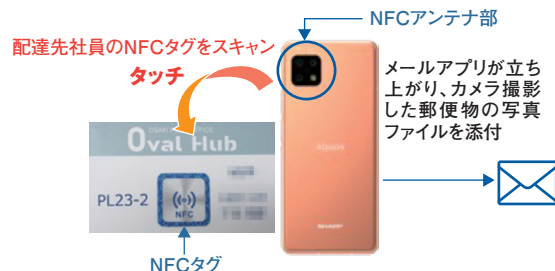 NFCアンテナ部
配達先社員のNFCタグをスキャン
タッチ
メールアプリが立ち
上がり、カメラ撮影
した郵便物の写真
ファイルを添付
Oval Hub
PL23-2
NFC
AQUOS
SHARP
NFCタグ